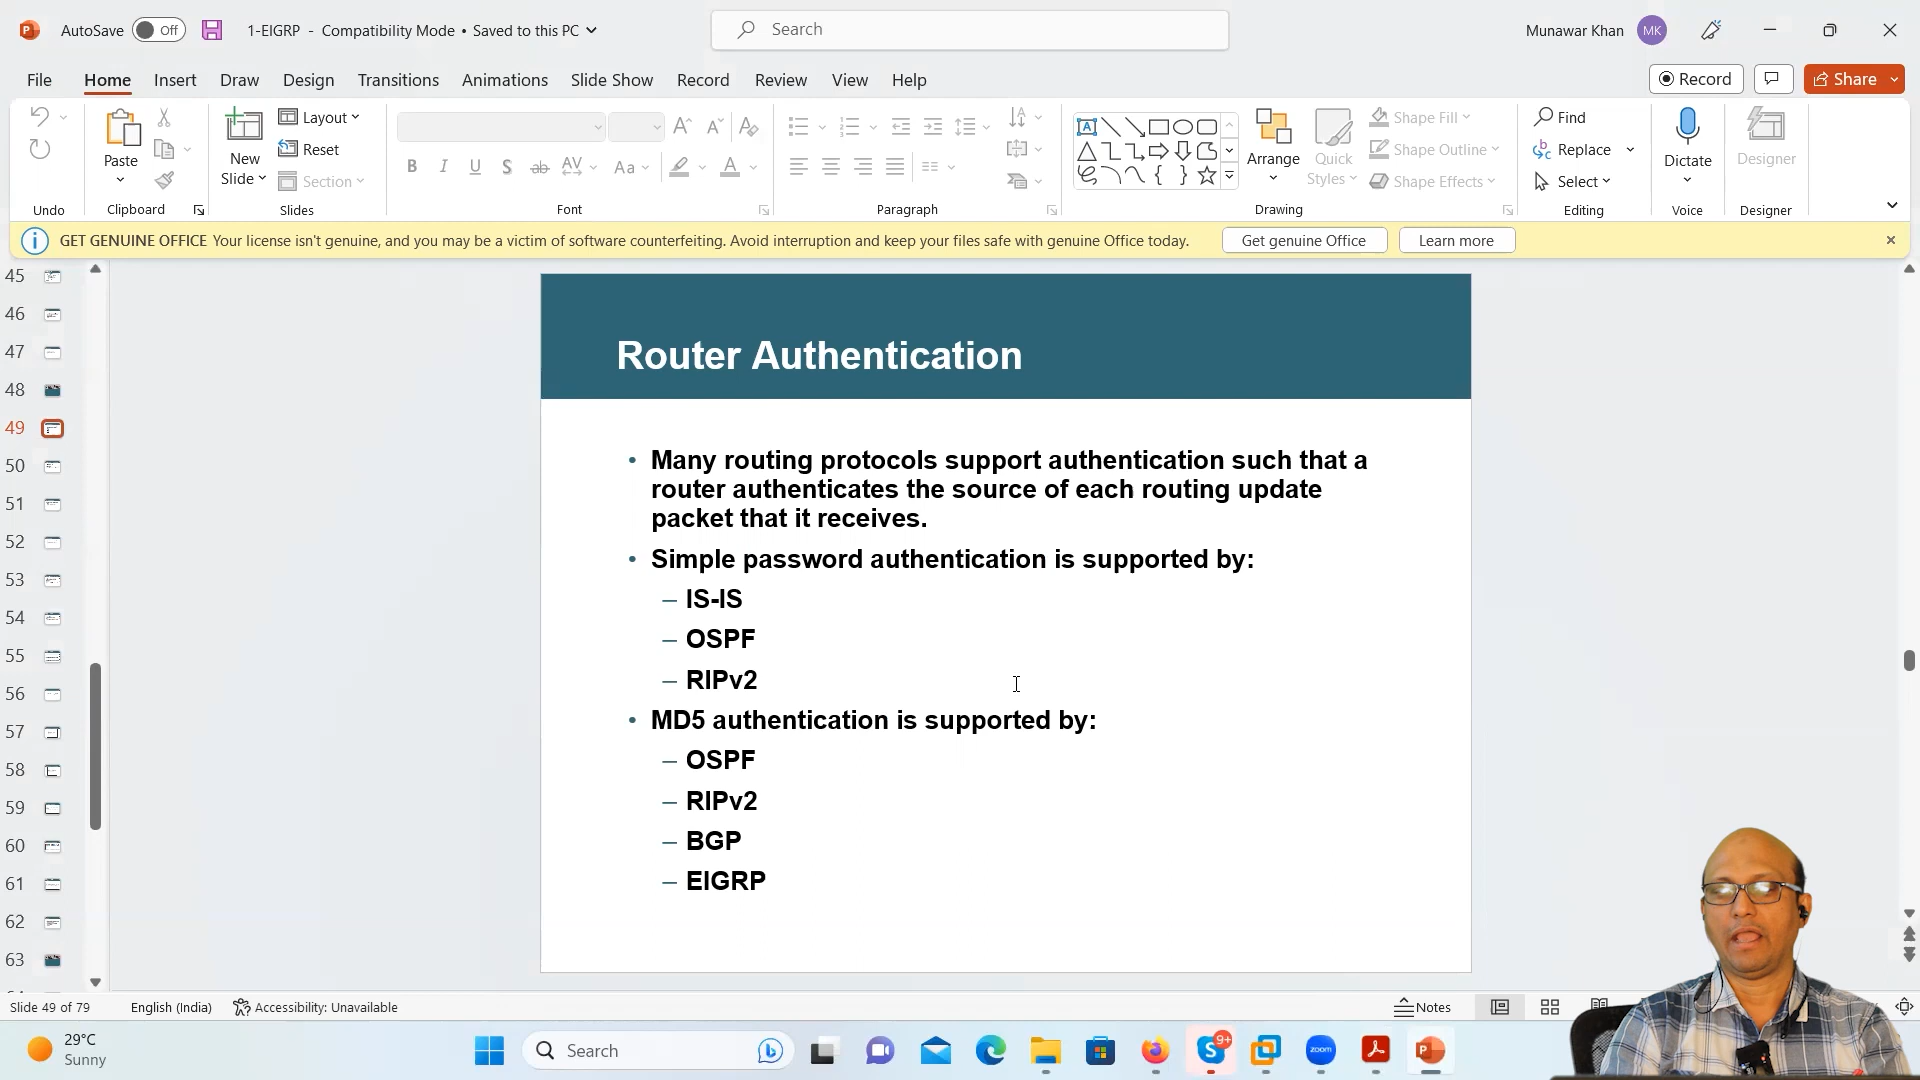 AutoSave Off 1-EIGRP - Compatibility Mode • Saved to this PC Search Munawar Khan MK
File Home Insert Draw Design Transitions Animations Slide Show Record Review View Help Record Share
Paste New Slide Layout Reset Section Aa Arrange Quick Styles Shape Fill Shape Outline Shape Effects Find Replace Select Dictate Designer
Undo Clipboard Slides Font Paragraph Drawing Editing Voice Designer
GET GENUINE OFFICE Your license isn't genuine, and you may be a victim of software counterfeiting. Avoid interruption and keep your files safe with genuine Office today. Get genuine Office Learn more
45
46
47
48
49
50
51
52
53
54
55
56
57
58
59
60
61
62
63
Router Authentication
• Many routing protocols support authentication such that a
router authenticates the source of each routing update
packet that it receives.
• Simple password authentication is supported by:
– IS-IS
– OSPF
– RIPv2
• MD5 authentication is supported by:
– OSPF
– RIPv2
– BGP
– EIGRP
Slide 49 of 79 English (India) Accessibility: Unavailable Notes
29°C
Sunny
Search
9+
zoom